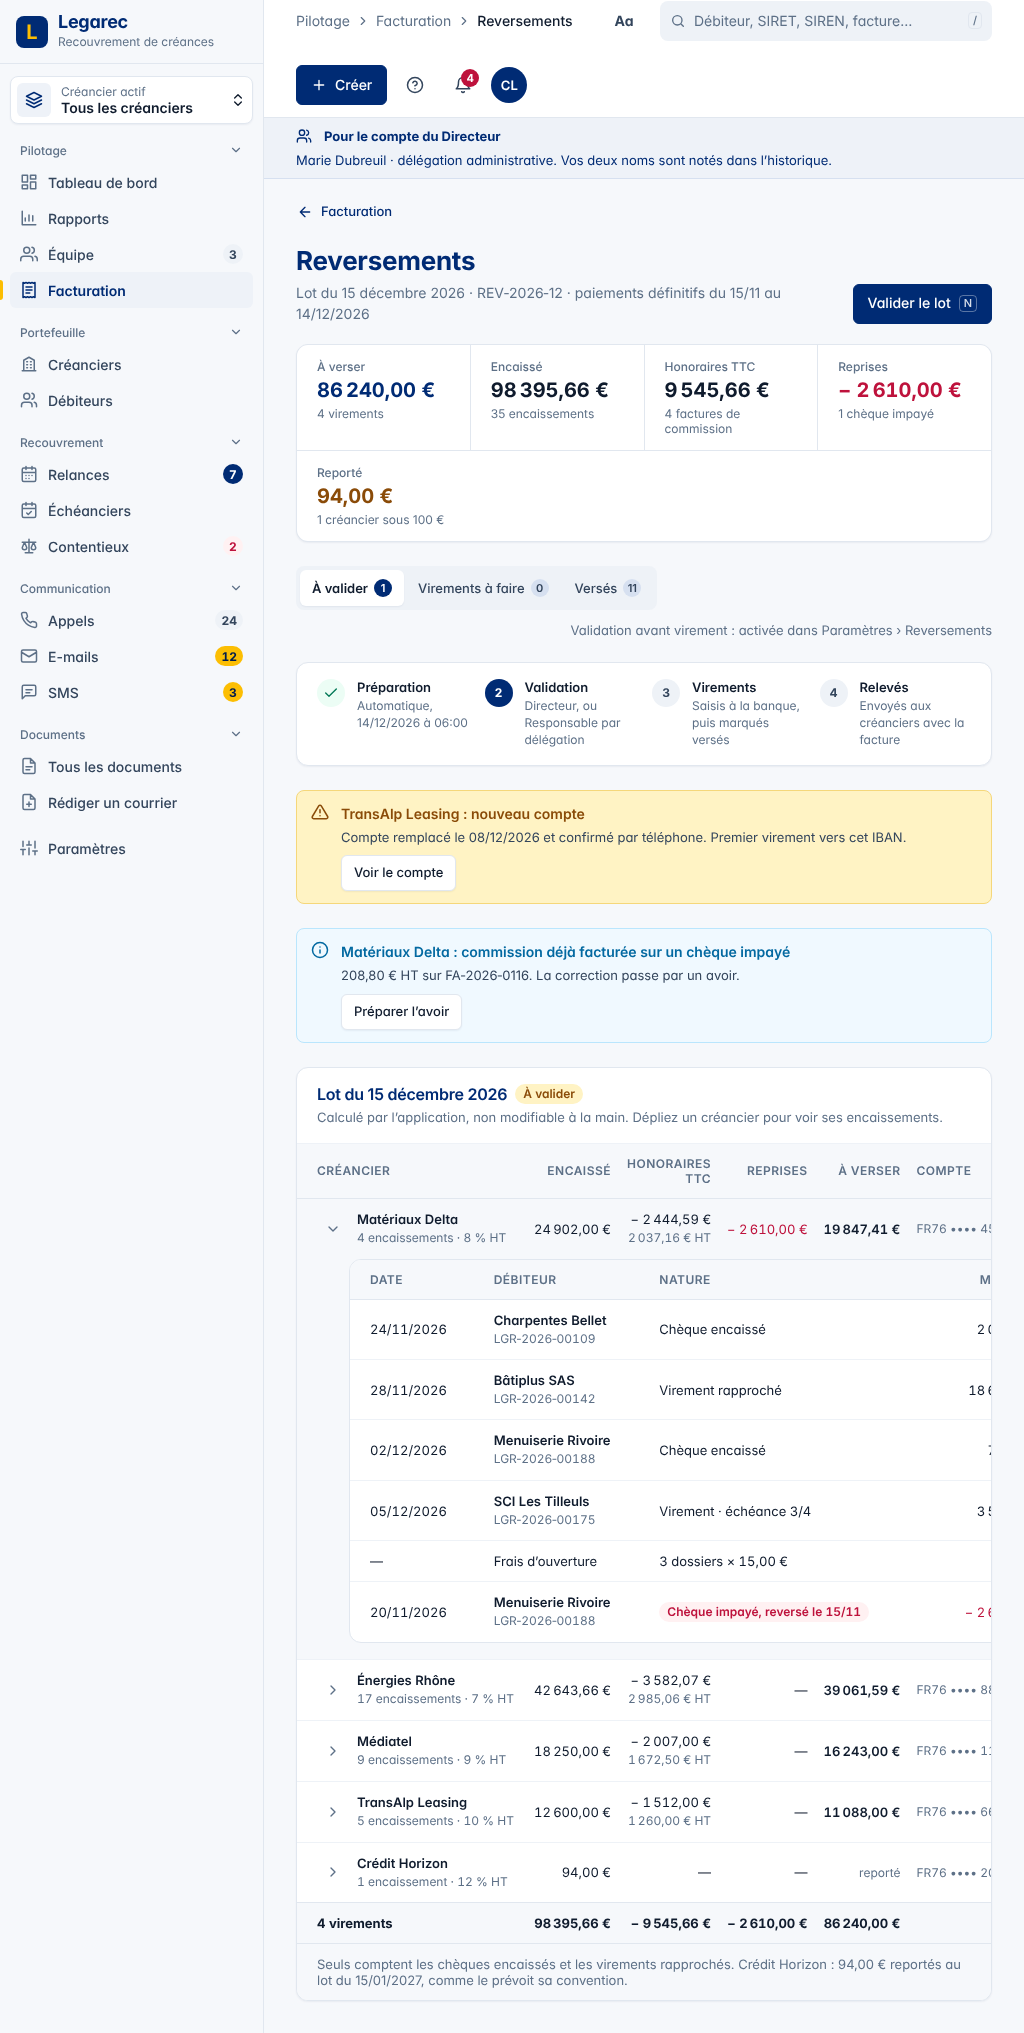 L
Legarec
Recouvrement de créances
Créancier actif
Tous les créanciers
Pilotage
Tableau de bord
Rapports
Équipe 3
Facturation
Portefeuille
Créanciers
Débiteurs
Recouvrement
Relances 7
Échéanciers
Contentieux 2
Communication
Appels 24
E-mails 12
SMS 3
Documents
Tous les documents
Rédiger un courrier
Paramètres
Pilotage > Facturation > Reversements
Aa
Débiteur, SIRET, SIREN, facture... /
+ Créer
4
CL
Pour le compte du Directeur
Marie Dubreuil · délégation administrative. Vos deux noms sont notés dans l'historique.
← Facturation
Reversements
Lot du 15 décembre 2026 · REV-2026-12 · paiements définitifs du 15/11 au
14/12/2026
Valider le lot N
À verser
86 240,00 €
4 virements
Encaissé
98 395,66 €
35 encaissements
Honoraires TTC
9 545,66 €
4 factures de
commission
Reprises
− 2 610,00 €
1 chèque impayé
Reporté
94,00 €
1 créancier sous 100 €
À valider 1
Virements à faire 0
Versés 11
Validation avant virement : activée dans Paramètres › Reversements
Préparation
Automatique,
14/12/2026 à 06:00
2
Validation
Directeur, ou
Responsable par
délégation
3
Virements
Saisis à la banque,
puis marqués
versés
4
Relevés
Envoyés aux
créanciers avec la
facture
TransAlp Leasing : nouveau compte
Compte remplacé le 08/12/2026 et confirmé par téléphone. Premier virement vers cet IBAN.
Voir le compte
Matériaux Delta : commission déjà facturée sur un chèque impayé
208,80 € HT sur FA-2026-0116. La correction passe par un avoir.
Préparer l'avoir
Lot du 15 décembre 2026 À valider
Calculé par l'application, non modifiable à la main. Dépliez un créancier pour voir ses encaissements.
CRÉANCIER ENCAISSÉ HONORAIRES TTC REPRISES À VERSER COMPTE
Matériaux Delta 24 902,00 € − 2 444,59 € − 2 610,00 € 19 847,41 € FR76 •••• 45
4 encaissements · 8 % HT 2 037,16 € HT
DATE DÉBITEUR NATURE M
24/11/2026 Charpentes Bellet Chèque encaissé 2 0
LGR-2026-00109
28/11/2026 Bâtiplus SAS Virement rapproché 18 6
LGR-2026-00142
02/12/2026 Menuiserie Rivoire Chèque encaissé
LGR-2026-00188
05/12/2026 SCI Les Tilleuls Virement · échéance 3/4 3 5
LGR-2026-00175
— Frais d'ouverture 3 dossiers × 15,00 €
20/11/2026 Menuiserie Rivoire Chèque impayé, reversé le 15/11 − 2 6
LGR-2026-00188
Énergies Rhône 42 643,66 € − 3 582,07 € — 39 061,59 € FR76 •••• 88
17 encaissements · 7 % HT 2 985,06 € HT
Médiatel 18 250,00 € − 2 007,00 € — 16 243,00 € FR76 •••• 11
9 encaissements · 9 % HT 1 672,50 € HT
TransAlp Leasing 12 600,00 € − 1 512,00 € — 11 088,00 € FR76 •••• 66
5 encaissements · 10 % HT 1 260,00 € HT
Crédit Horizon 94,00 € — — reporté FR76 •••• 20
1 encaissement · 12 % HT
4 virements 98 395,66 € − 9 545,66 € − 2 610,00 € 86 240,00 €
Seuls comptent les chèques encaissés et les virements rapprochés. Crédit Horizon : 94,00 € reportés au
lot du 15/01/2027, comme le prévoit sa convention.